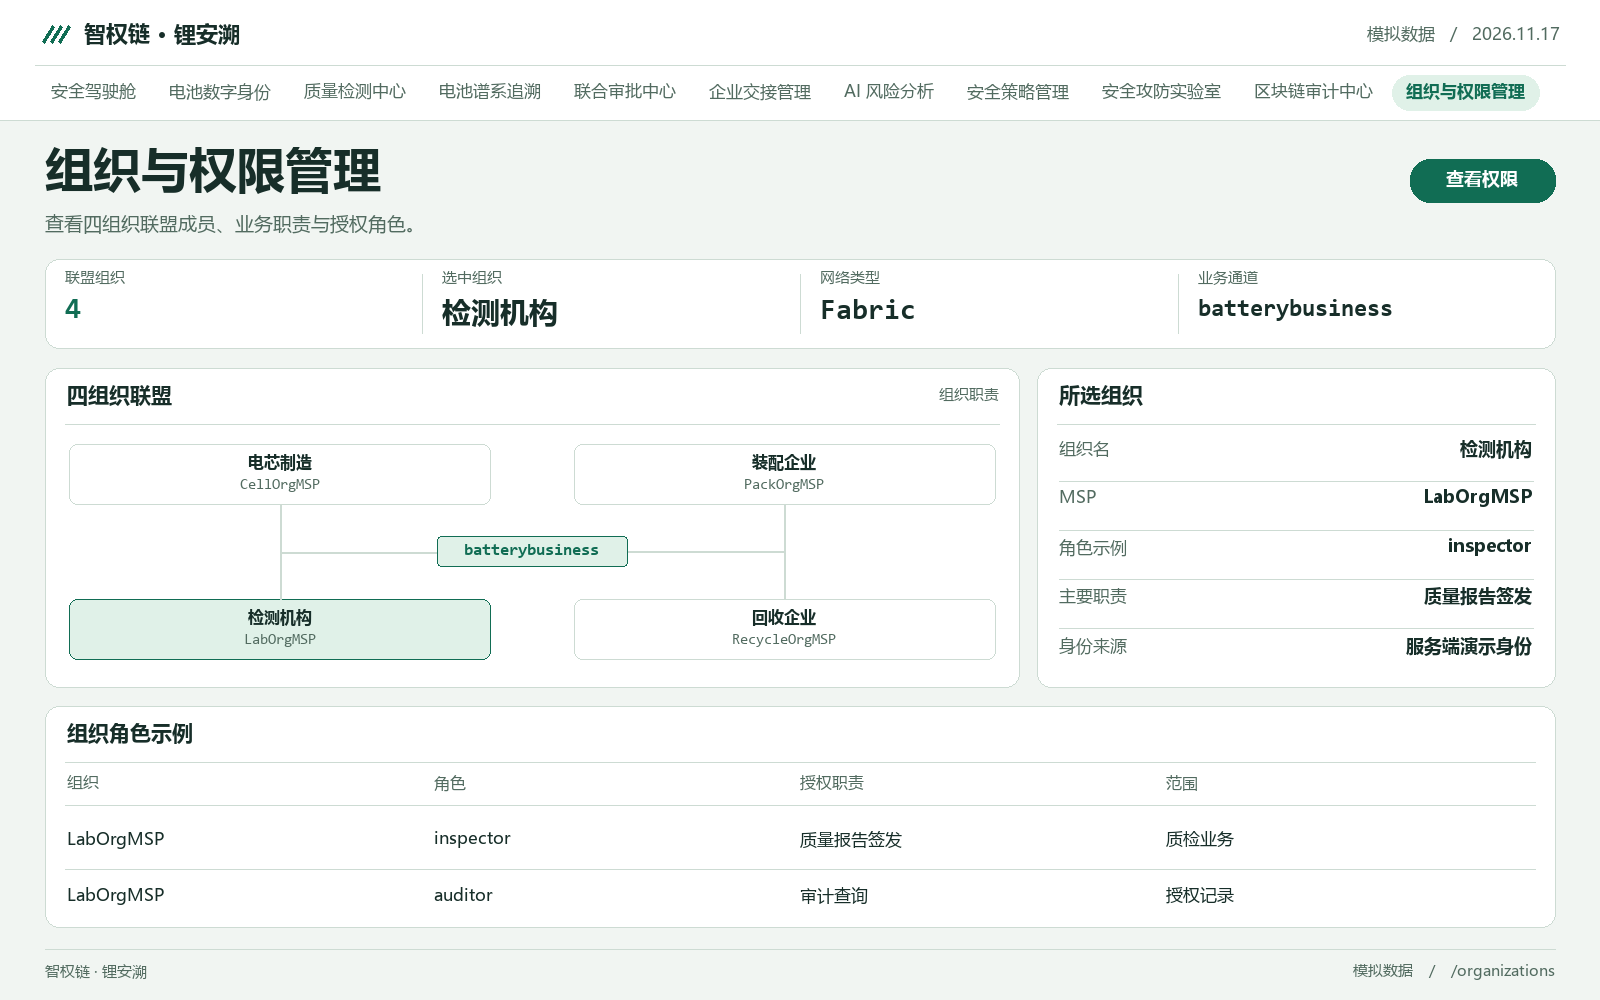 智权链·锂安溯
模拟数据 / 2026.11.17
安全驾驶舱 电池数字身份 质量检测中心 电池谱系追溯 联合审批中心 企业交接管理 AI 风险分析 安全策略管理 安全攻防实验室 区块链审计中心 组织与权限管理
组织与权限管理
查看权限
查看四组织联盟成员、业务职责与授权角色。
联盟组织 选中组织 网络类型 业务通道
4 检测机构 Fabric batterybusiness
四组织联盟 组织职责
电芯制造
CellOrgMSP
装配企业
PackOrgMSP
batterybusiness
检测机构
LabOrgMSP
回收企业
RecycleOrgMSP
所选组织
组织名 检测机构
MSP LabOrgMSP
角色示例 inspector
主要职责 质量报告签发
身份来源 服务端演示身份
组织角色示例
组织 角色 授权职责 范围
LabOrgMSP inspector 质量报告签发 质检业务
LabOrgMSP auditor 审计查询 授权记录
智权链·锂安溯
模拟数据 / /organizations